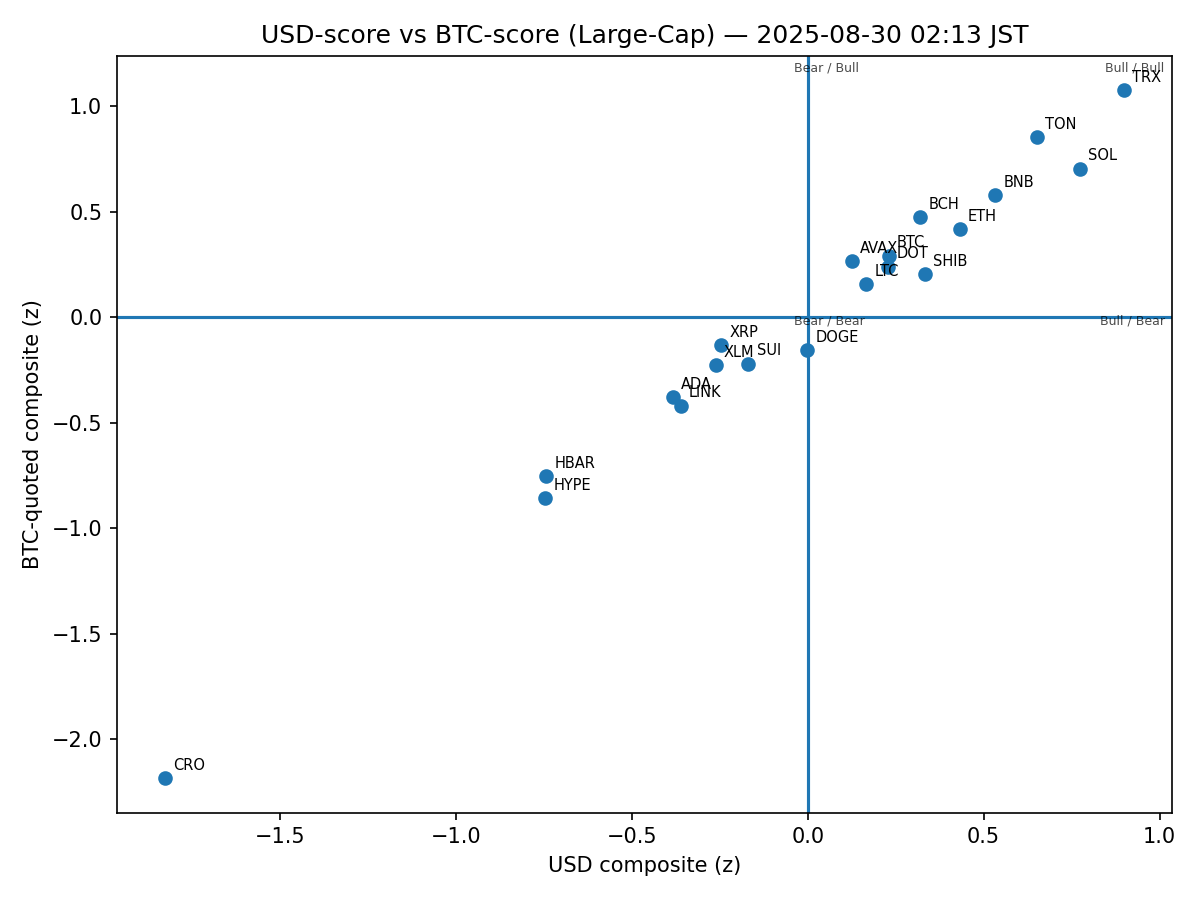 USD-score vs BTC-score (Large-Cap) — 2025-08-30 02:13 JST
Bear / Bull
Bull / Bull
TRX
TON
SOL
BNB
BCH
ETH
BTC
AVAX
DOT
SHIB
LTC
Bear / Bear
Bull / Bear
XRP
DOGE
XLM
SUI
ADA
LINK
HBAR
HYPE
CRO
1.0
0.5
0.0
−0.5
−1.0
−1.5
−2.0
BTC-quoted composite (z)
−1.5
−1.0
−0.5
0.0
0.5
1.0
USD composite (z)